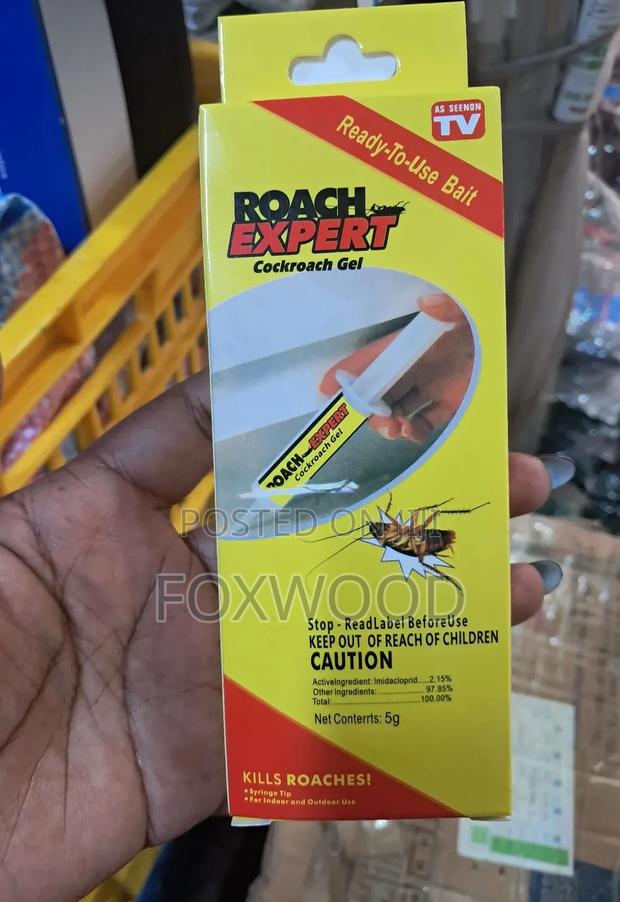 AS SEENON
TV
Ready-To-Use Bait
ROACH
EXPERT
Cockroach Gel
ROACH EXPERT
Cockroach Gel
POSTED ON
FOXWOOD
Stop - ReadLabel BeforeUse
KEEP OUT OF REACH OF CHILDREN
CAUTION
ActiveIngredient: Imidacloprid.....2.15%
Other Ingredients: ..................... 97.85%
Total: ........................................100.00%
Net Conterrts: 5g
KILLS ROACHES!
• Syringe Tip
• For Indoor and Outdoor Use